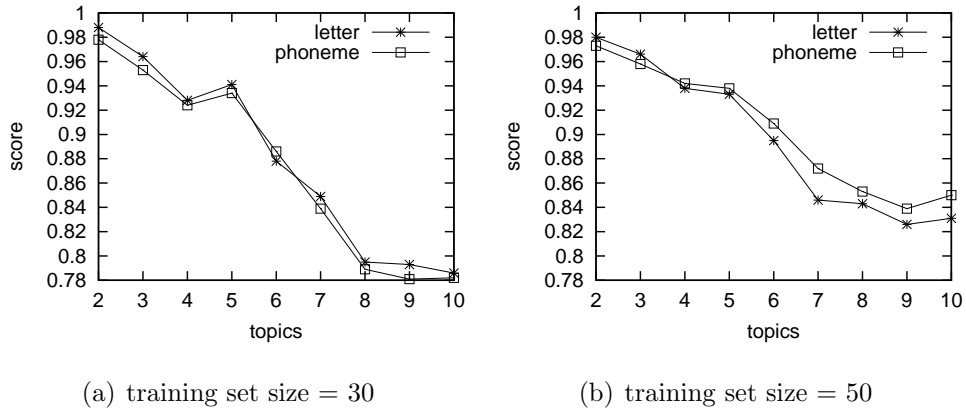 1
0.98
0.96
0.94
0.92
0.9
0.88
0.86
0.84
0.82
0.8
0.78
score
letter
phoneme
2 3 4 5 6 7 8 9 10
topics
(a) training set size = 30
1
0.98
0.96
0.94
0.92
0.9
0.88
0.86
0.84
0.82
0.8
0.78
score
letter
phoneme
2 3 4 5 6 7 8 9 10
topics
(b) training set size = 50